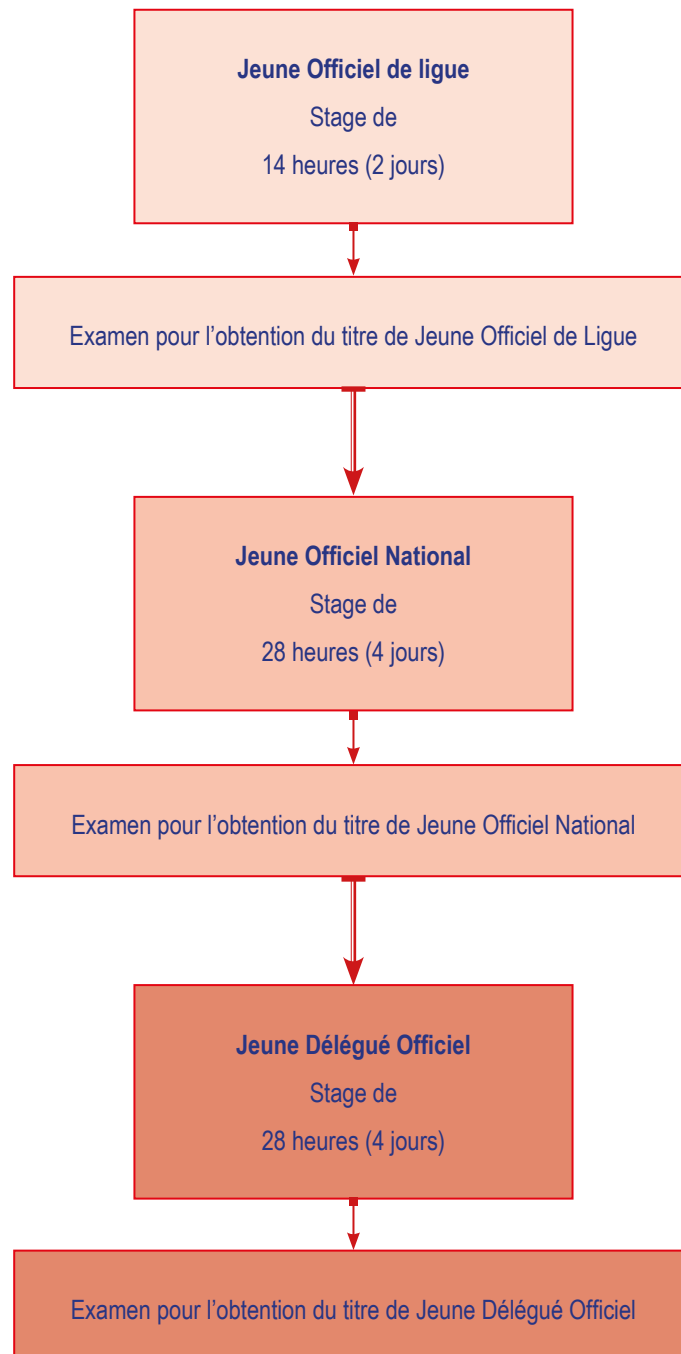 Jeune Officiel de ligue
Stage de
14 heures (2 jours)
Examen pour l’obtention du titre de Jeune Officiel de Ligue
Jeune Officiel National
Stage de
28 heures (4 jours)
Examen pour l’obtention du titre de Jeune Officiel National
Jeune Délégué Officiel
Stage de
28 heures (4 jours)
Examen pour l’obtention du titre de Jeune Délégué Officiel